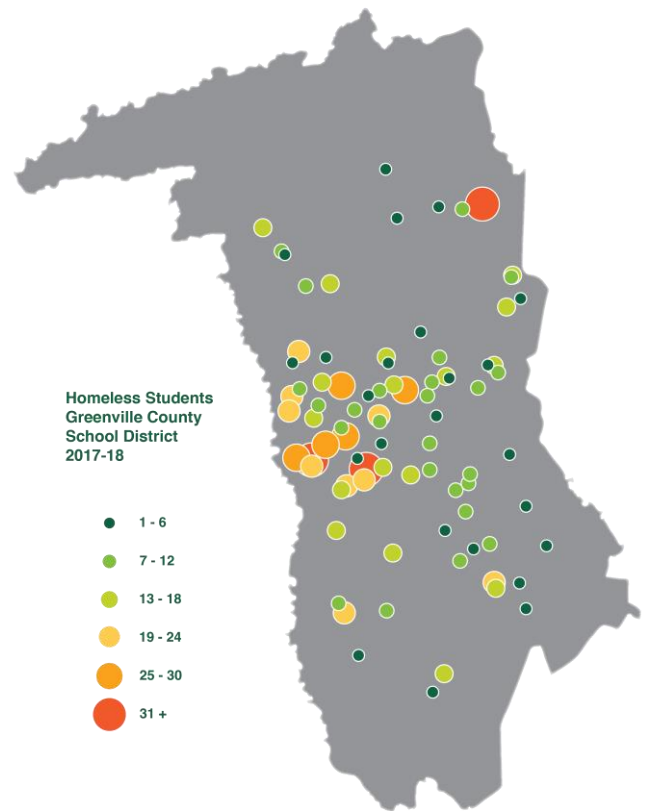 Homeless Students
Greenville County
School District
2017-18
1 - 6
7 - 12
13 - 18
19 - 24
25 - 30
31 +